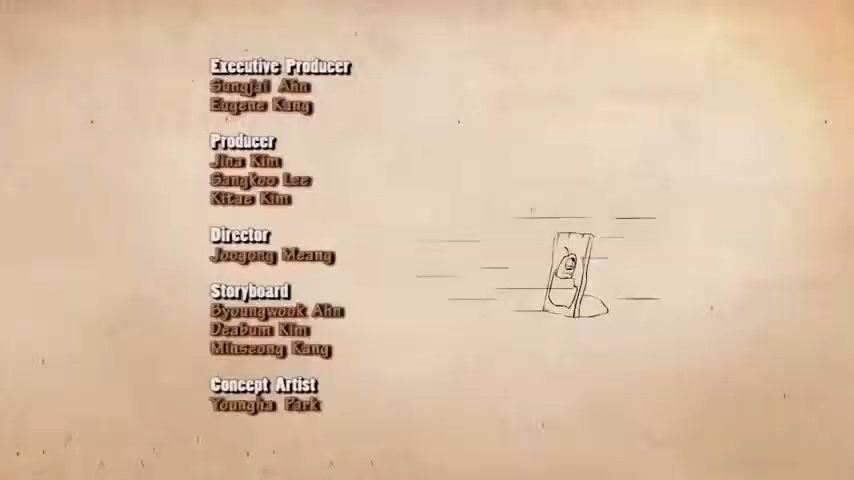 Executive Producer
Sungjai Ahn
Eugene Kang
Producer
Jina Kim
Sangkoo Lee
Kitae Kim
Director
Joogong Meang
Storyboard
Byoungwook Ahn
Deabum Kim
Minseong Kang
Concept Artist
Youngha Park